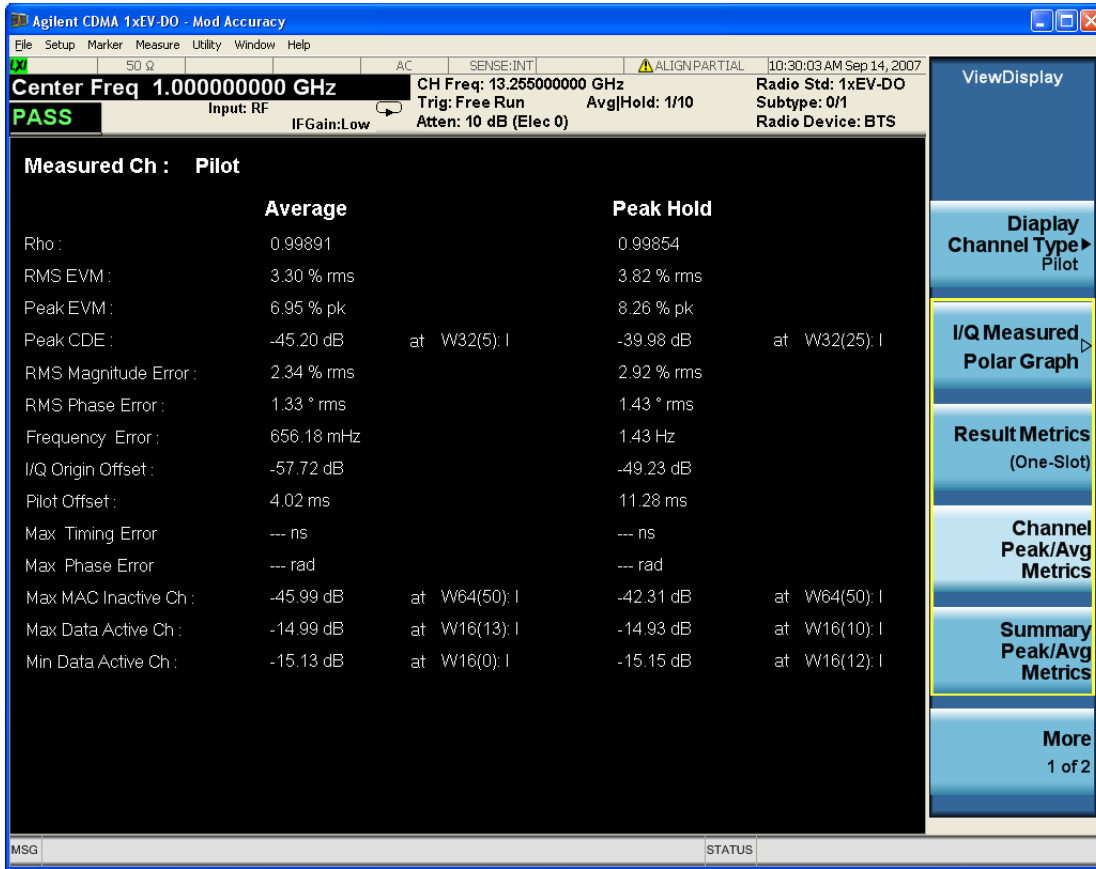 Agilent CDMA 1xEV-DO - Mod Accuracy
File Setup Marker Measure Utility Window Help
LXI 50 Ω AC SENSE:INT ALIGN PARTIAL 10:30:03 AM Sep 14, 2007
Center Freq 1.000000000 GHz CH Freq: 13.255000000 GHz Radio Std: 1xEV-DO
Input: RF Trig: Free Run Avg|Hold: 1/10 Subtype: 0/1
PASS IFGain:Low Atten: 10 dB (Elec 0) Radio Device: BTS
Measured Ch : Pilot
Average Peak Hold
Rho : 0.99891 0.99854
RMS EVM : 3.30 % rms 3.82 % rms
Peak EVM : 6.95 % pk 8.26 % pk
Peak CDE : -45.20 dB at W32(5): I -39.98 dB at W32(25): I
RMS Magnitude Error : 2.34 % rms 2.92 % rms
RMS Phase Error : 1.33 ° rms 1.43 ° rms
Frequency Error : 656.18 mHz 1.43 Hz
I/Q Origin Offset : -57.72 dB -49.23 dB
Pilot Offset : 4.02 ms 11.28 ms
Max Timing Error --- ns --- ns
Max Phase Error --- rad --- rad
Max MAC Inactive Ch : -45.99 dB at W64(50): I -42.31 dB at W64(50): I
Max Data Active Ch : -14.99 dB at W16(13): I -14.93 dB at W16(10): I
Min Data Active Ch : -15.13 dB at W16(0): I -15.15 dB at W16(12): I
ViewDisplay
Diaplay
Channel Type
Pilot
I/Q Measured
Polar Graph
Result Metrics
(One-Slot)
Channel
Peak/Avg
Metrics
Summary
Peak/Avg
Metrics
More
1 of 2
MSG STATUS